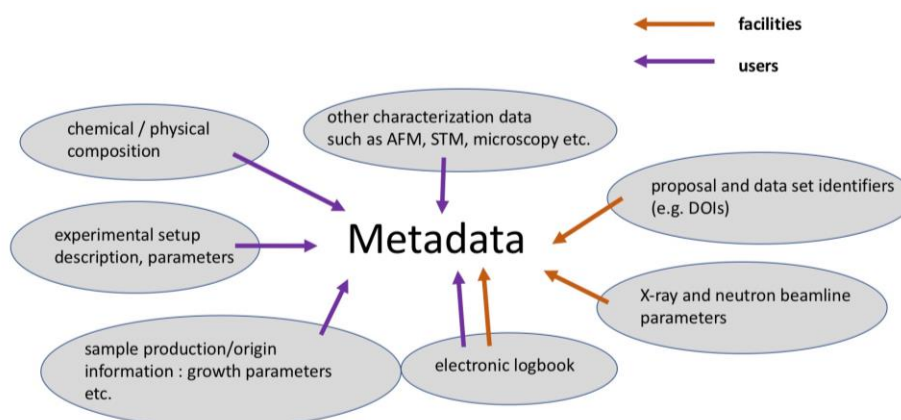 facilities
users
chemical / physical
composition
other characterization data
such as AFM, STM, microscopy etc.
proposal and data set identifiers
(e.g. DOIs)
experimental setup
description, parameters
Metadata
X-ray and neutron beamline
parameters
sample production/origin
information : growth parameters
etc.
electronic logbook